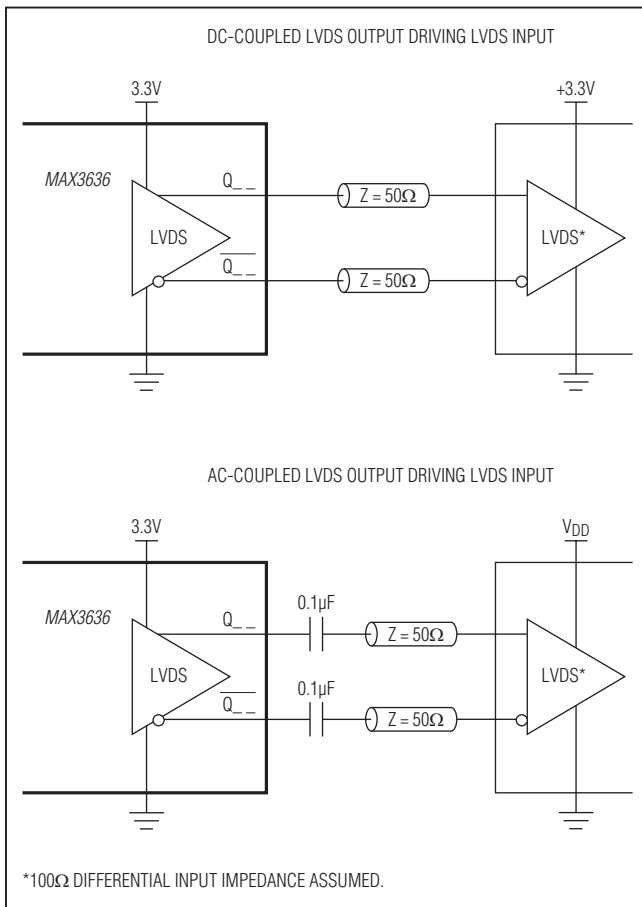 DC-COUPLED LVDS OUTPUT DRIVING LVDS INPUT
3.3V
+3.3V
MAX3636
Q_ _
Z = 50Ω
LVDS
LVDS*
Q_ _
Z = 50Ω
AC-COUPLED LVDS OUTPUT DRIVING LVDS INPUT
3.3V
VDD
0.1µF
MAX3636
Q_ _
Z = 50Ω
LVDS
LVDS*
0.1µF
Q_ _
Z = 50Ω
*100Ω DIFFERENTIAL INPUT IMPEDANCE ASSUMED.